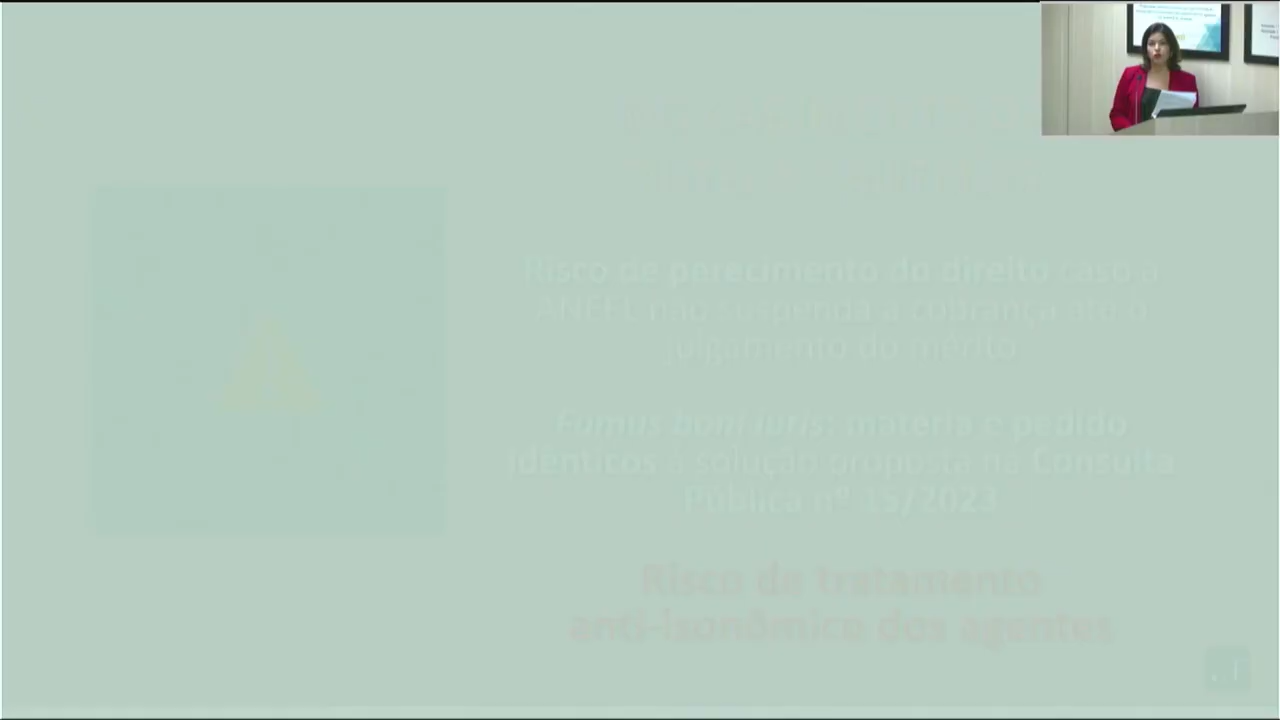 Risco de perecimento do direito caso a
ANEEL não suspenda a cobrança até o
julgamento do mérito
Fumus boni iuris: matéria e pedido
idênticos à solução proposta na Consulta
Pública nº 15/2023
Risco de tratamento
anti-isonômico dos agentes